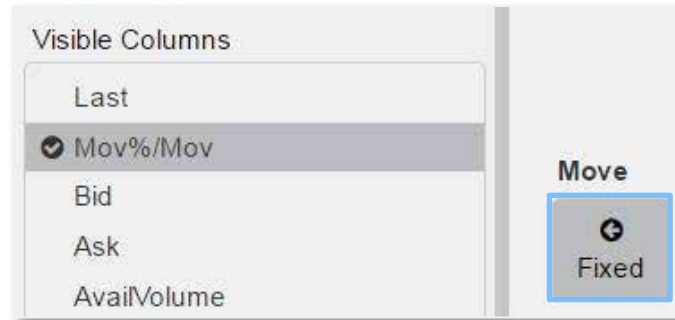 Visible Columns
Last
Mov%/Mov
Bid
Ask
AvailVolume
Move
Fixed